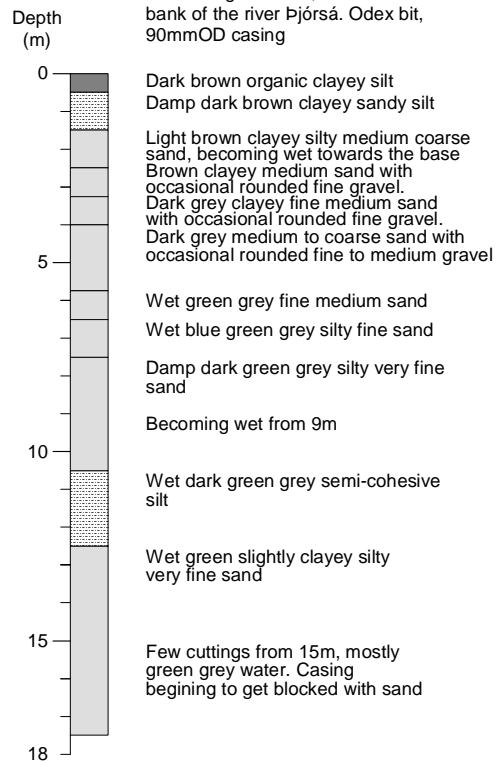 bank of the river Þjórsá. Odex bit,
90mmOD casing
Depth
(m)
0
Dark brown organic clayey silt
Damp dark brown clayey sandy silt
Light brown clayey silty medium coarse
sand, becoming wet towards the base
Brown clayey medium sand with
occasional rounded fine gravel.
Dark grey clayey fine medium sand
with occasional rounded fine gravel.
Dark grey medium to coarse sand with
occasional rounded fine to medium gravel
5
Wet green grey fine medium sand
Wet blue green grey silty fine sand
Damp dark green grey silty very fine
sand
Becoming wet from 9m
10
Wet dark green grey semi-cohesive
silt
Wet green slightly clayey silty
very fine sand
15
Few cuttings from 15m, mostly
green grey water. Casing
begining to get blocked with sand
18